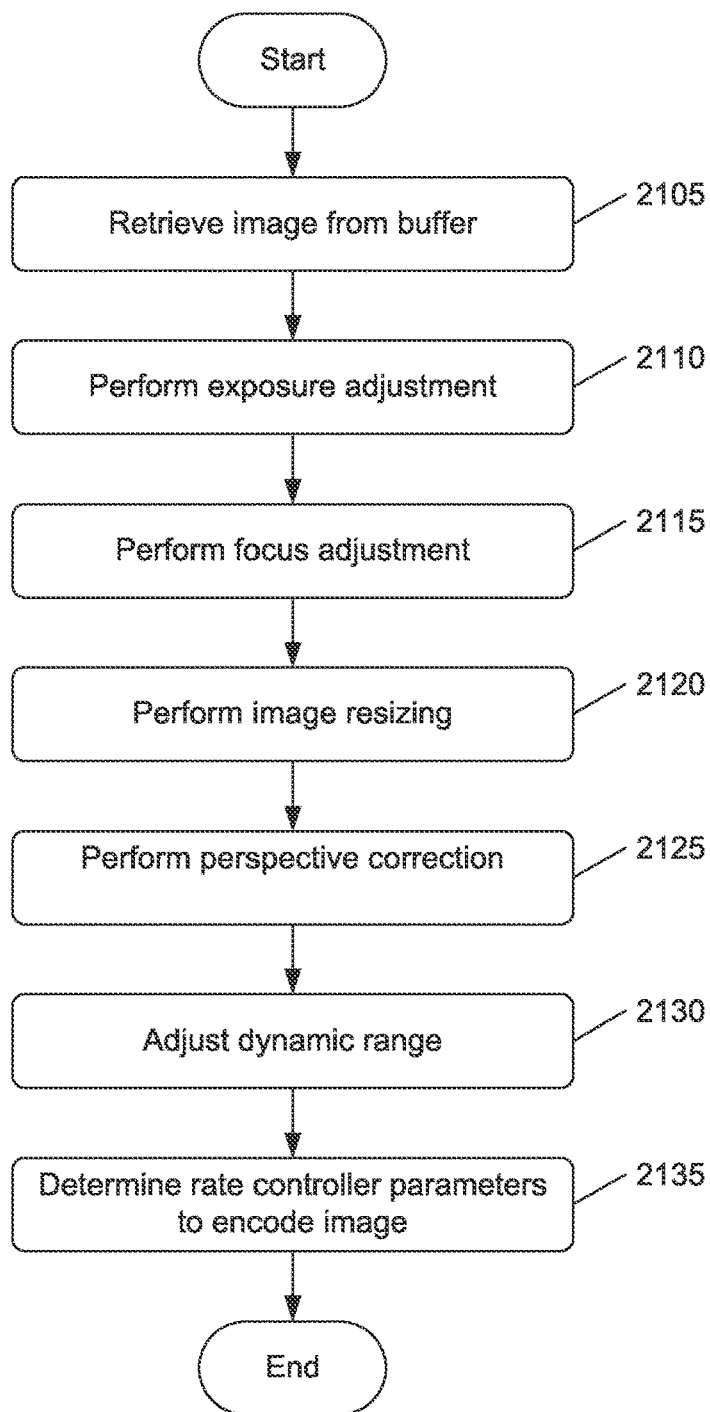 Start
Retrieve image from buffer
2105
Perform exposure adjustment
2110
Perform focus adjustment
2115
Perform image resizing
2120
Perform perspective correction
2125
Adjust dynamic range
2130
Determine rate controller parameters
to encode image
2135
End